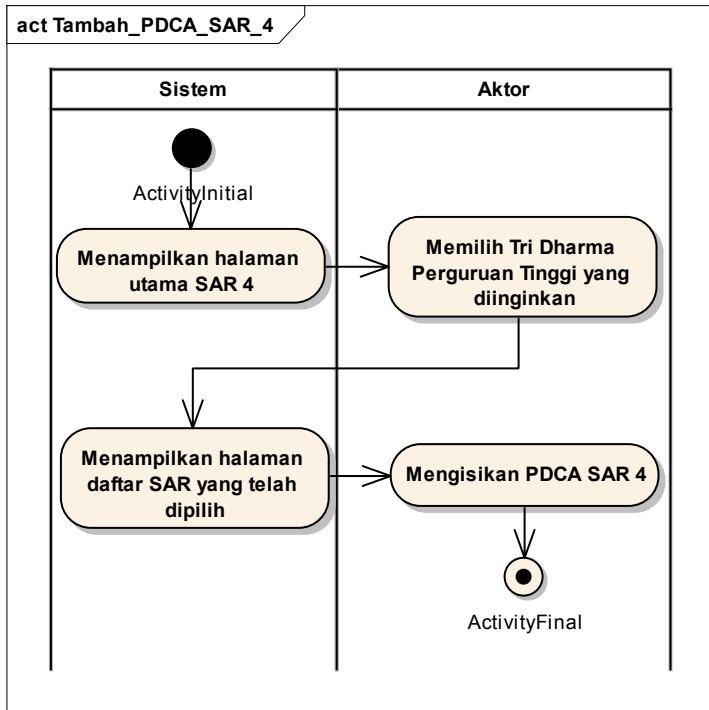 act Tambah_PDCA_SAR_4
Sistem
Aktor
ActivityInitial
Menampilkan halaman
utama SAR 4
Memilih Tri Dharma
Perguruan Tinggi yang
diinginkan
Menampilkan halaman
daftar SAR yang telah
dipilih
Mengisikan PDCA SAR 4
ActivityFinal